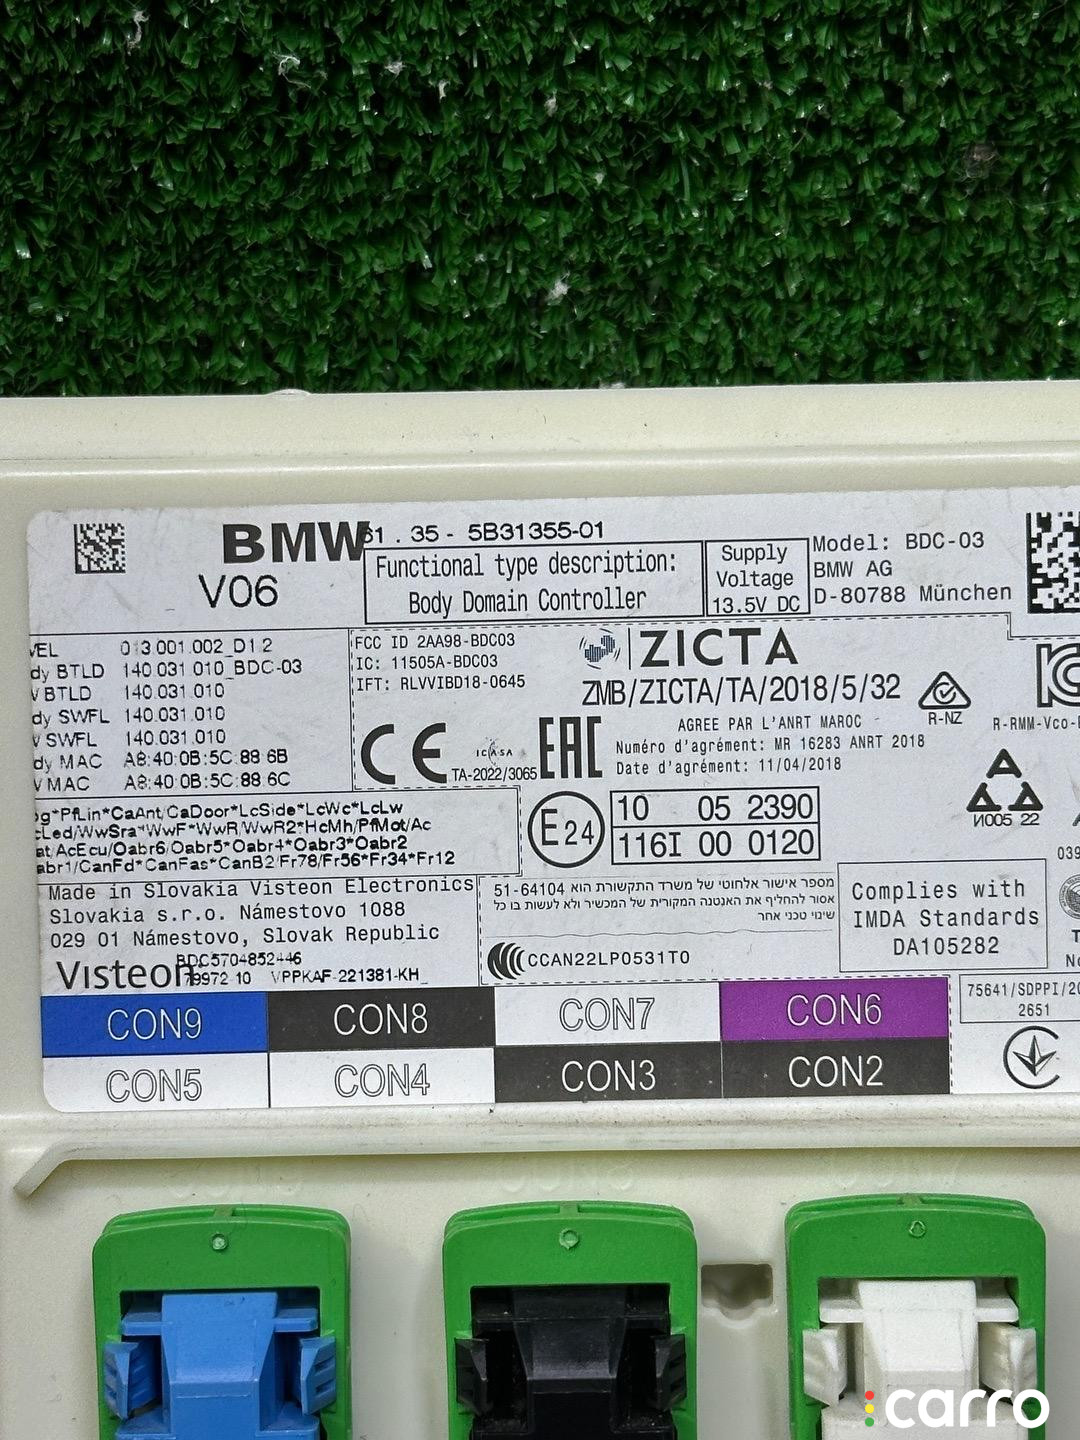 BMW 61.35- 5B31355-01
V06
Functional type description:
Body Domain Controller
Supply
Voltage
13.5V DC
Model: BDC-03
BMW AG
D-80788 München
VEL 013.001.002_D1.2
dy BTLD 140.031.010_BDC-03
V BTLD 140.031.010
dy SWFL 140.031.010
V SWFL 140.031.010
dy MAC A8:40:0B:5C:88:6B
V MAC A8:40:0B:5C:88:6C
FCC ID 2AA98-BDC03
IC: 11505A-BDC03
IFT: RLVVIBD18-0645
ZICTA
ZMB/ZICTA/TA/2018/5/32
R-NZ
R-RMM-Vco-
CE
ICASA
TA-2022/3065
EAC
AGREE PAR L'ANRT MAROC
Numéro d'agrément: MR 16283 ANRT 2018
Date d'agrément: 11/04/2018
И005 22
E24
10 05 2390
116I 00 0120
og*PfLin*CaAnt/CaDoor*LcSide*LcWc*LcLw
cLed/WwSra*WwF*WwR/WwR2*HcMh/PfMot/Ac
at/AcEcu/Oabr6/Oabr5*Oabr4*Oabr3*Oabr2
abr1/CanFd*CanFas*CanB2/Fr78/Fr56*Fr34*Fr12
039
Made in Slovakia Visteon Electronics
Slovakia s.r.o. Námestovo 1088
029 01 Námestovo, Slovak Republic
BDC5704852446
Visteon 79972-10 VPPKAF-221381-KH
מספר אישור אלחוטי של משרד התקשורת הוא 51-64104
אסור להחליף את האנטנה המקורית של המכשיר ולא לעשות בו כל
שינוי טכני אחר
CCAN22LP0531T0
Complies with
IMDA Standards
DA105282
75641/SDPPI/20
2651
CON9 CON8 CON7 CON6
CON5 CON4 CON3 CON2
carro